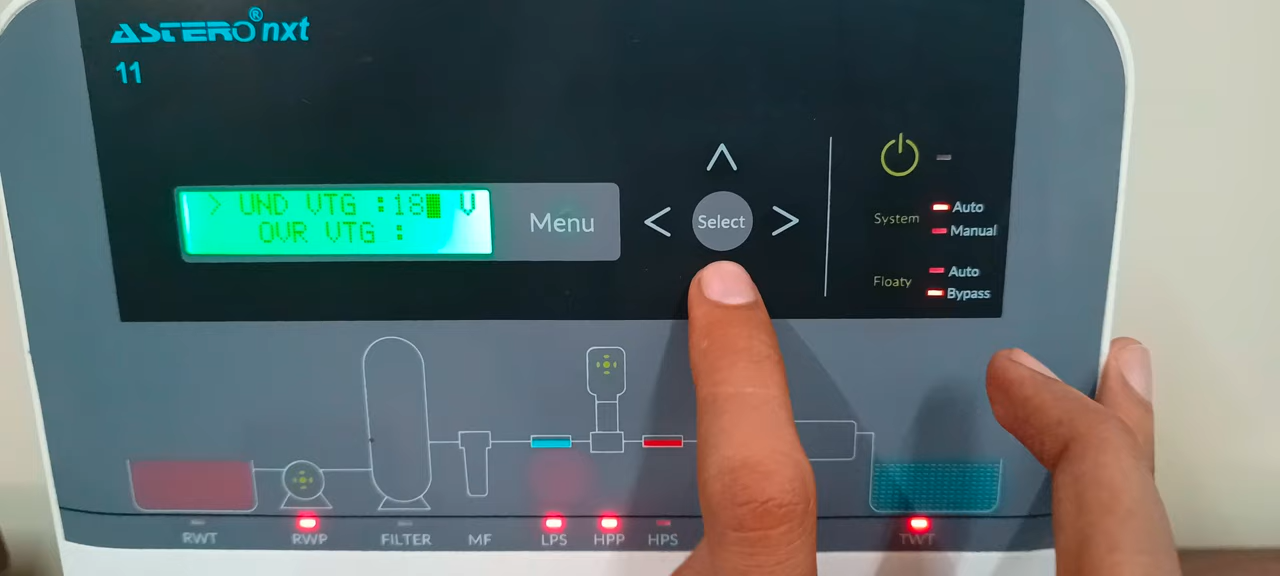 ASTERO® nxt
11
> UND VTG :18 V
OVR VTG :
Menu
Select
System
Auto
Manual
Floaty
Auto
Bypass
RWT RWP FILTER MF LPS HPP HPS TWT